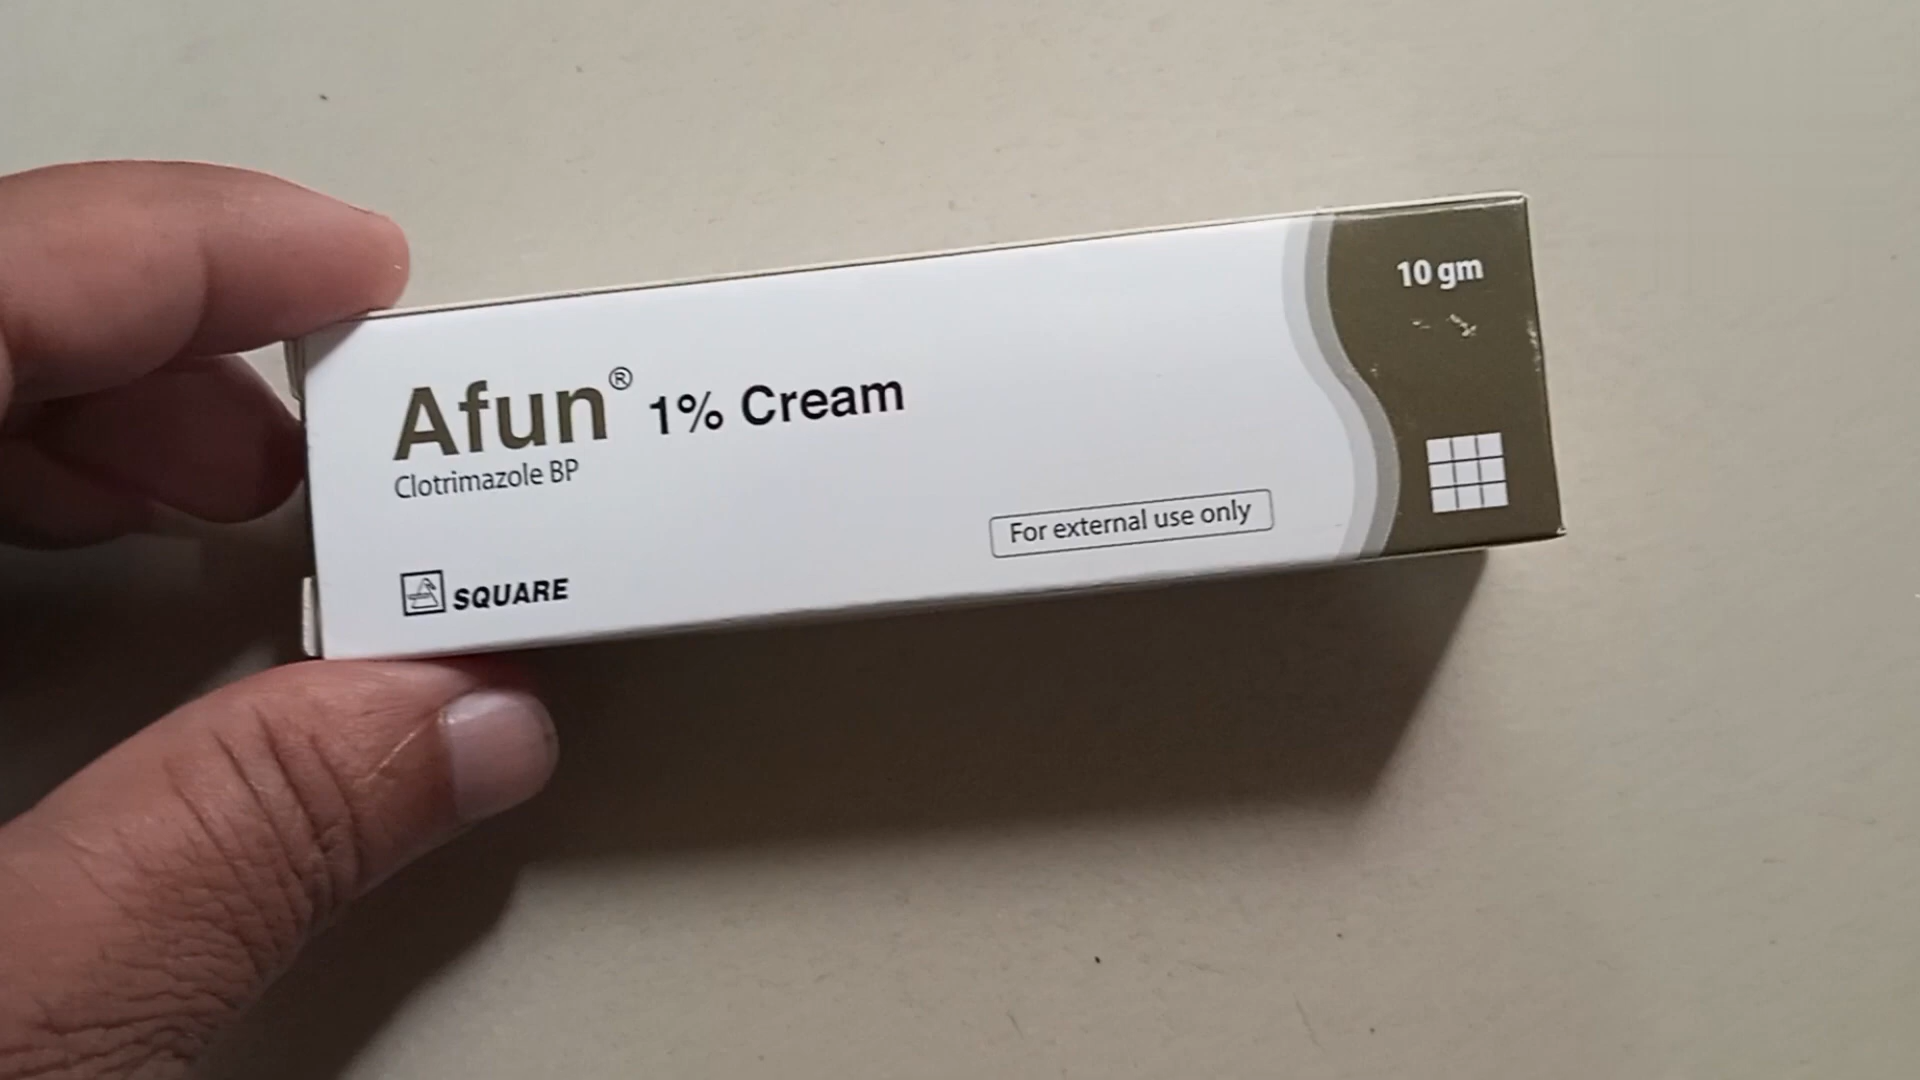 10 gm
Afun® 1% Cream
Clotrimazole BP
For external use only
SQUARE